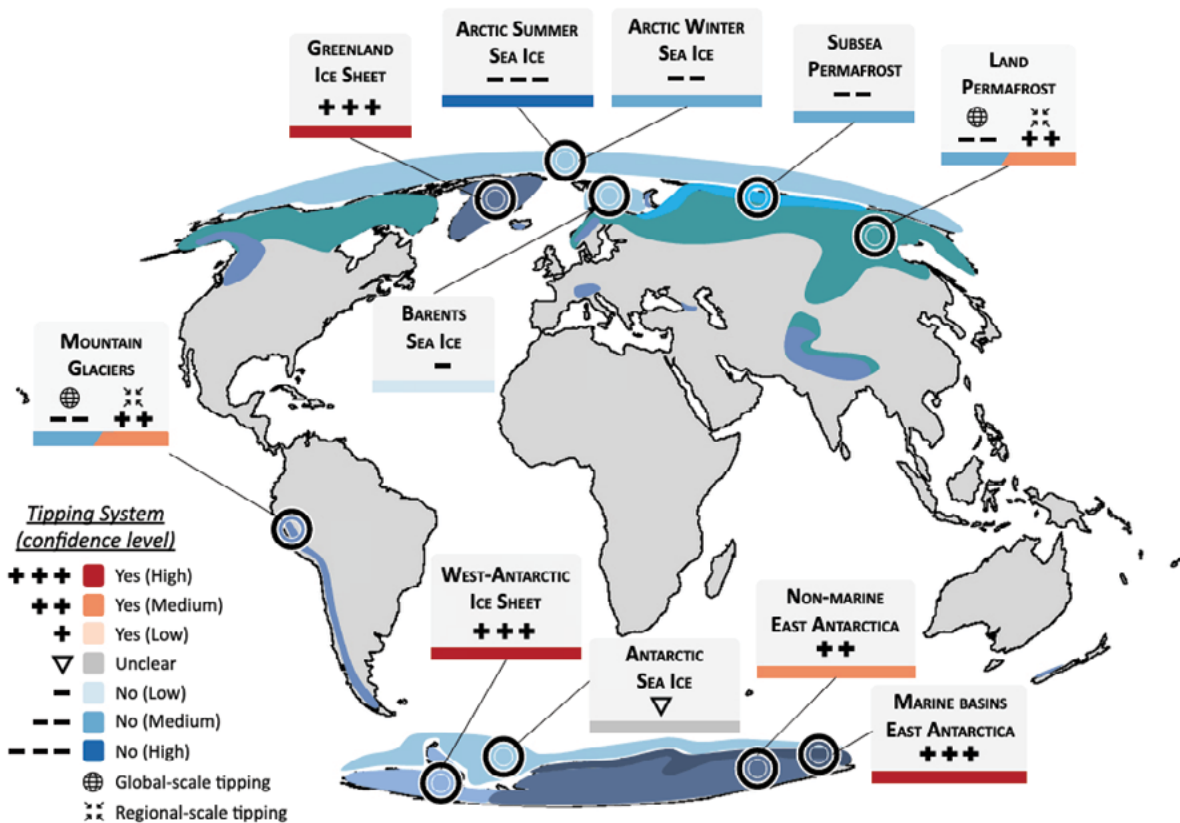 Greenland
Ice Sheet
+++
Arctic Summer
Sea Ice
---
Arctic Winter
Sea Ice
--
Subsea
Permafrost
--
Land
Permafrost
-- ++
Barents
Sea Ice
-
Mountain
Glaciers
-- ++
Tipping System
(confidence level)
+++ Yes (High)
++ Yes (Medium)
+ Yes (Low)
▽ Unclear
- No (Low)
-- No (Medium)
--- No (High)
Global-scale tipping
Regional-scale tipping
West-Antarctic
Ice Sheet
+++
Antarctic
Sea Ice
▽
Non-marine
East Antarctica
++
Marine basins
East Antarctica
+++